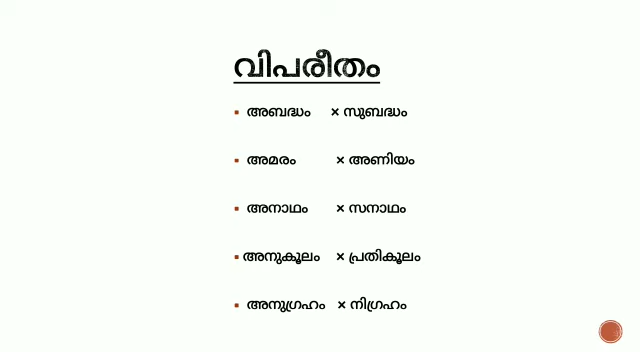 വിപരീതം
അബദ്ധം × സുബദ്ധം
അമരം × അണിയം
അനാഥം × സനാഥം
അനുകൂലം × പ്രതികൂലം
അനുഗ്രഹം × നിഗ്രഹം